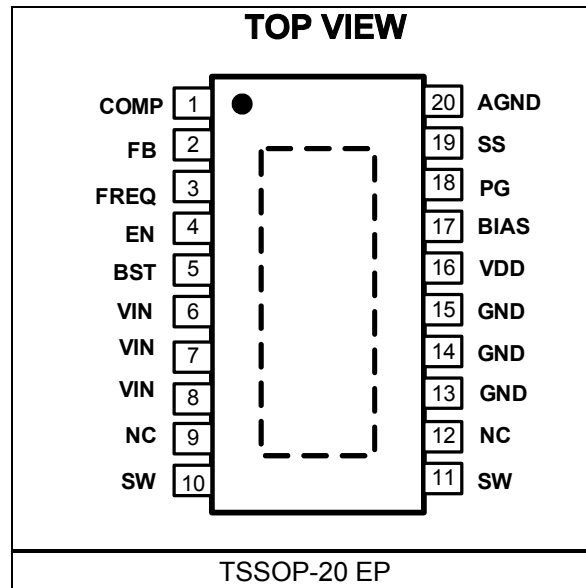 TOP VIEW
COMP 1
FB 2
FREQ 3
EN 4
BST 5
VIN 6
VIN 7
VIN 8
NC 9
SW 10
20 AGND
19 SS
18 PG
17 BIAS
16 VDD
15 GND
14 GND
13 GND
12 NC
11 SW
TSSOP-20 EP